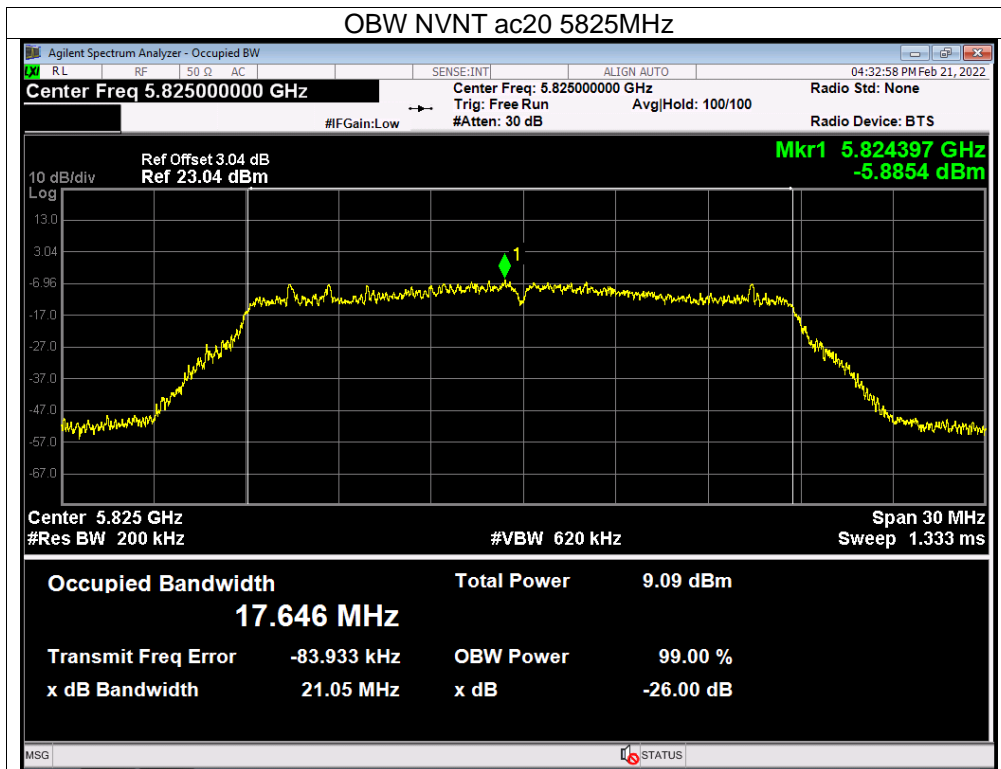 OBW NVNT ac20 5825MHz
Agilent Spectrum Analyzer - Occupied BW
LXI RL RF 50 Ω AC SENSE:INT ALIGN AUTO 04:32:58 PM Feb 21, 2022
Center Freq 5.825000000 GHz
Center Freq: 5.825000000 GHz
Radio Std: None
Trig: Free Run Avg|Hold: 100/100
#IFGain:Low
#Atten: 30 dB
Radio Device: BTS
Mkr1 5.824397 GHz
-5.8854 dBm
Ref Offset 3.04 dB
10 dB/div Ref 23.04 dBm
Log
13.0
3.04
1
-6.96
-17.0
-27.0
-37.0
-47.0
-57.0
-67.0
Center 5.825 GHz Span 30 MHz
#Res BW 200 kHz #VBW 620 kHz Sweep 1.333 ms
Occupied Bandwidth Total Power 9.09 dBm
17.646 MHz
Transmit Freq Error -83.933 kHz OBW Power 99.00 %
x dB Bandwidth 21.05 MHz x dB -26.00 dB
MSG STATUS